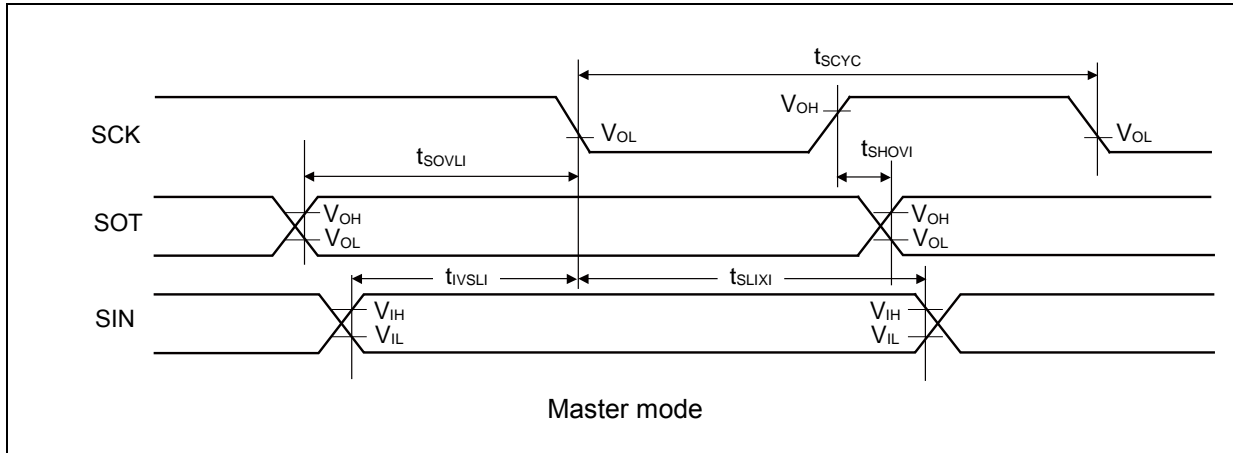 tSCYC
SCK
VOH
VOL
VOL
tSOVLI
tSHOVI
SOT
VOH
VOL
VOH
VOL
tIVSLI
tSLIXI
SIN
VIH
VIL
VIH
VIL
Master mode